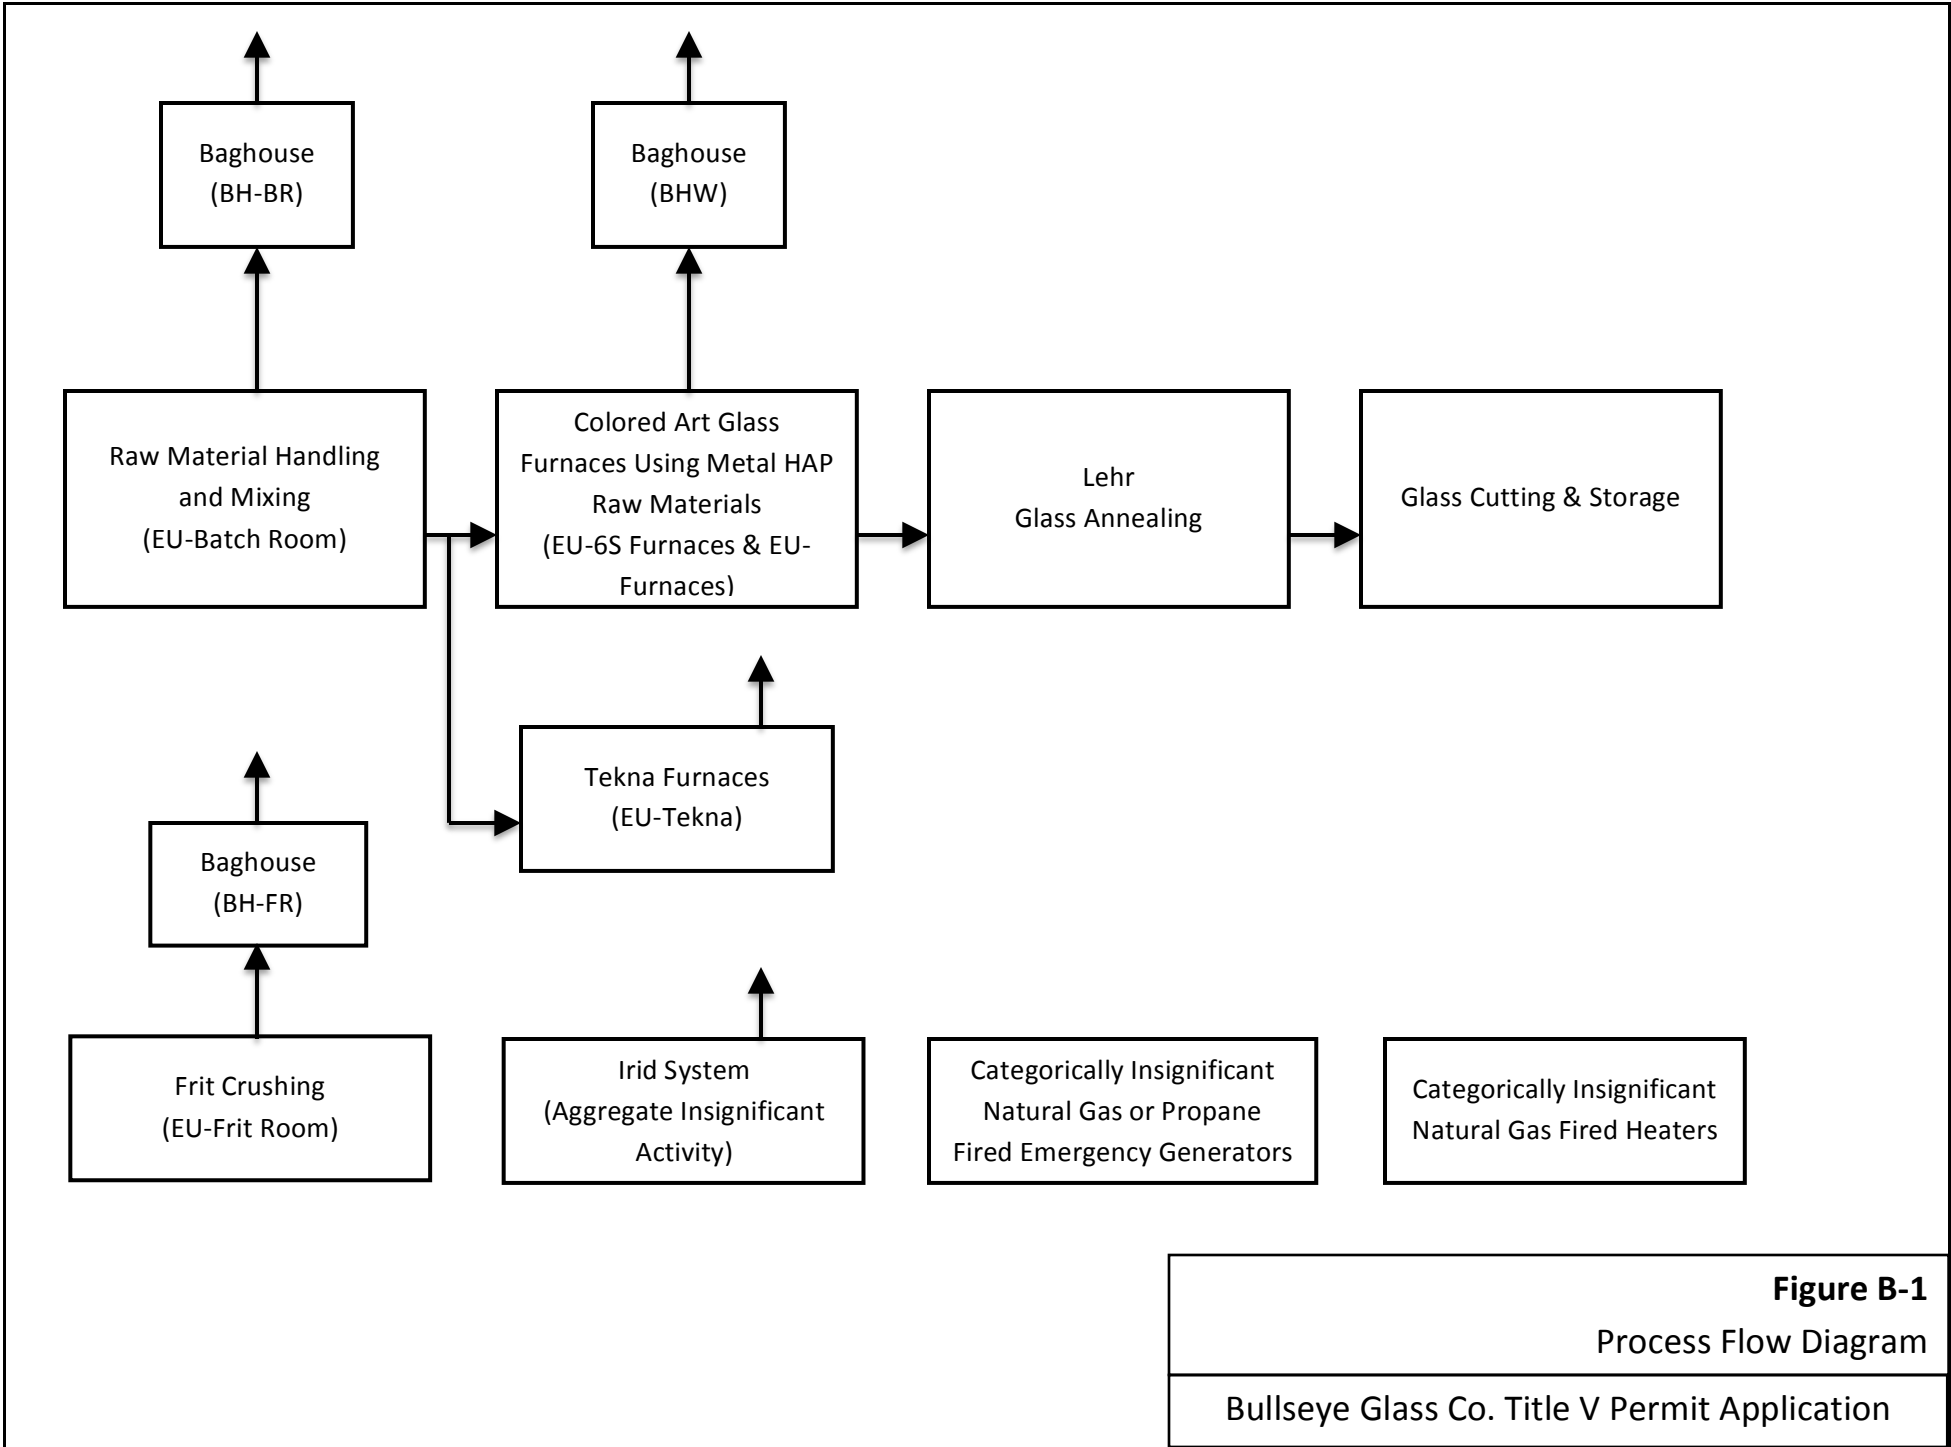 Baghouse
(BH-BR)
Baghouse
(BHW)
Raw Material Handling
and Mixing
(EU-Batch Room)
Colored Art Glass
Furnaces Using Metal HAP
Raw Materials
(EU-6S Furnaces & EU-
Furnaces)
Lehr
Glass Annealing
Glass Cutting & Storage
Tekna Furnaces
(EU-Tekna)
Baghouse
(BH-FR)
Frit Crushing
(EU-Frit Room)
Irid System
(Aggregate Insignificant
Activity)
Categorically Insignificant
Natural Gas or Propane
Fired Emergency Generators
Categorically Insignificant
Natural Gas Fired Heaters
Figure B-1
Process Flow Diagram
Bullseye Glass Co. Title V Permit Application